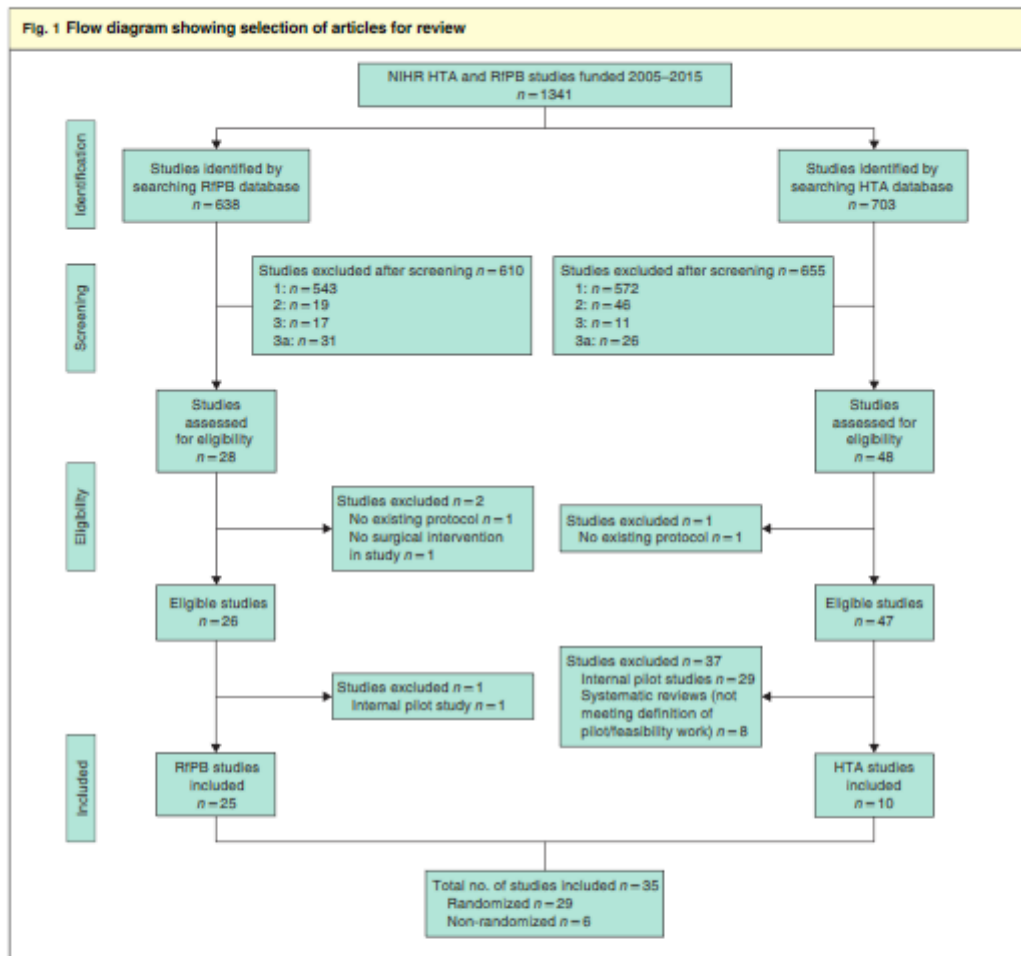 Fig. 1 Flow diagram showing selection of articles for review
NIHR HTA and RfPB studies funded 2005–2015
n=1341
Identification
Studies identified by
searching RfPB database
n=638
Studies identified by
searching HTA database
n=703
Screening
Studies excluded after screening n=610
1: n=543
2: n=19
3: n=17
3a: n=31
Studies excluded after screening n=655
1: n=572
2: n=46
3: n=11
3a: n=26
Studies
assessed
for eligibility
n=28
Studies
assessed for
eligibility
n=48
Eligibility
Studies excluded n=2
No existing protocol n=1
No surgical intervention
in study n=1
Studies excluded n=1
No existing protocol n=1
Eligible studies
n=26
Eligible studies
n=47
Studies excluded n=1
Internal pilot study n=1
Studies excluded n=37
Internal pilot studies n=29
Systematic reviews (not
meeting definition of
pilot/feasibility work) n=8
Included
RfPB studies
included
n=25
HTA studies
included
n=10
Total no. of studies included n=35
Randomized n=29
Non-randomized n=6